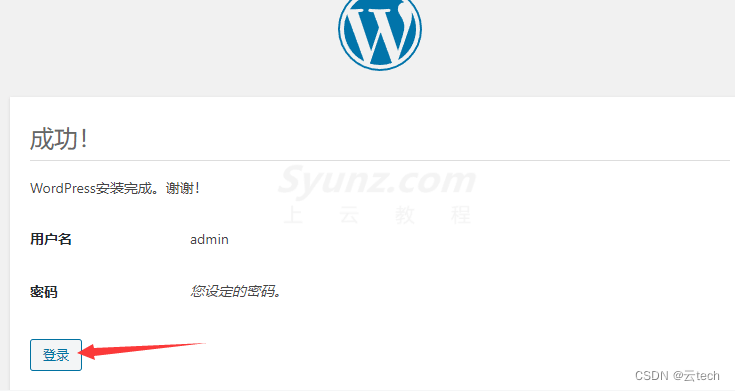 成功！
WordPress安装完成。谢谢！
Syunz.com
上云教程
用户名 admin
密码 您设定的密码。
登录
CSDN @云tech